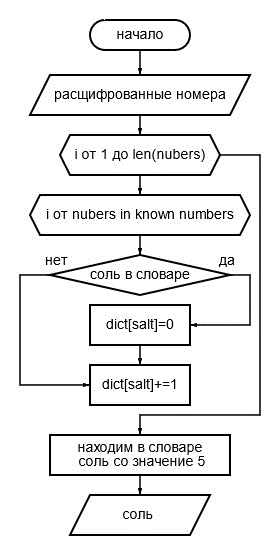 начало
расщифрованные номера
i от 1 до len(nubers)
i от nubers in known numbers
нет
да
соль в словаре
dict[salt]=0
dict[salt]+=1
находим в словаре
соль со значение 5
соль